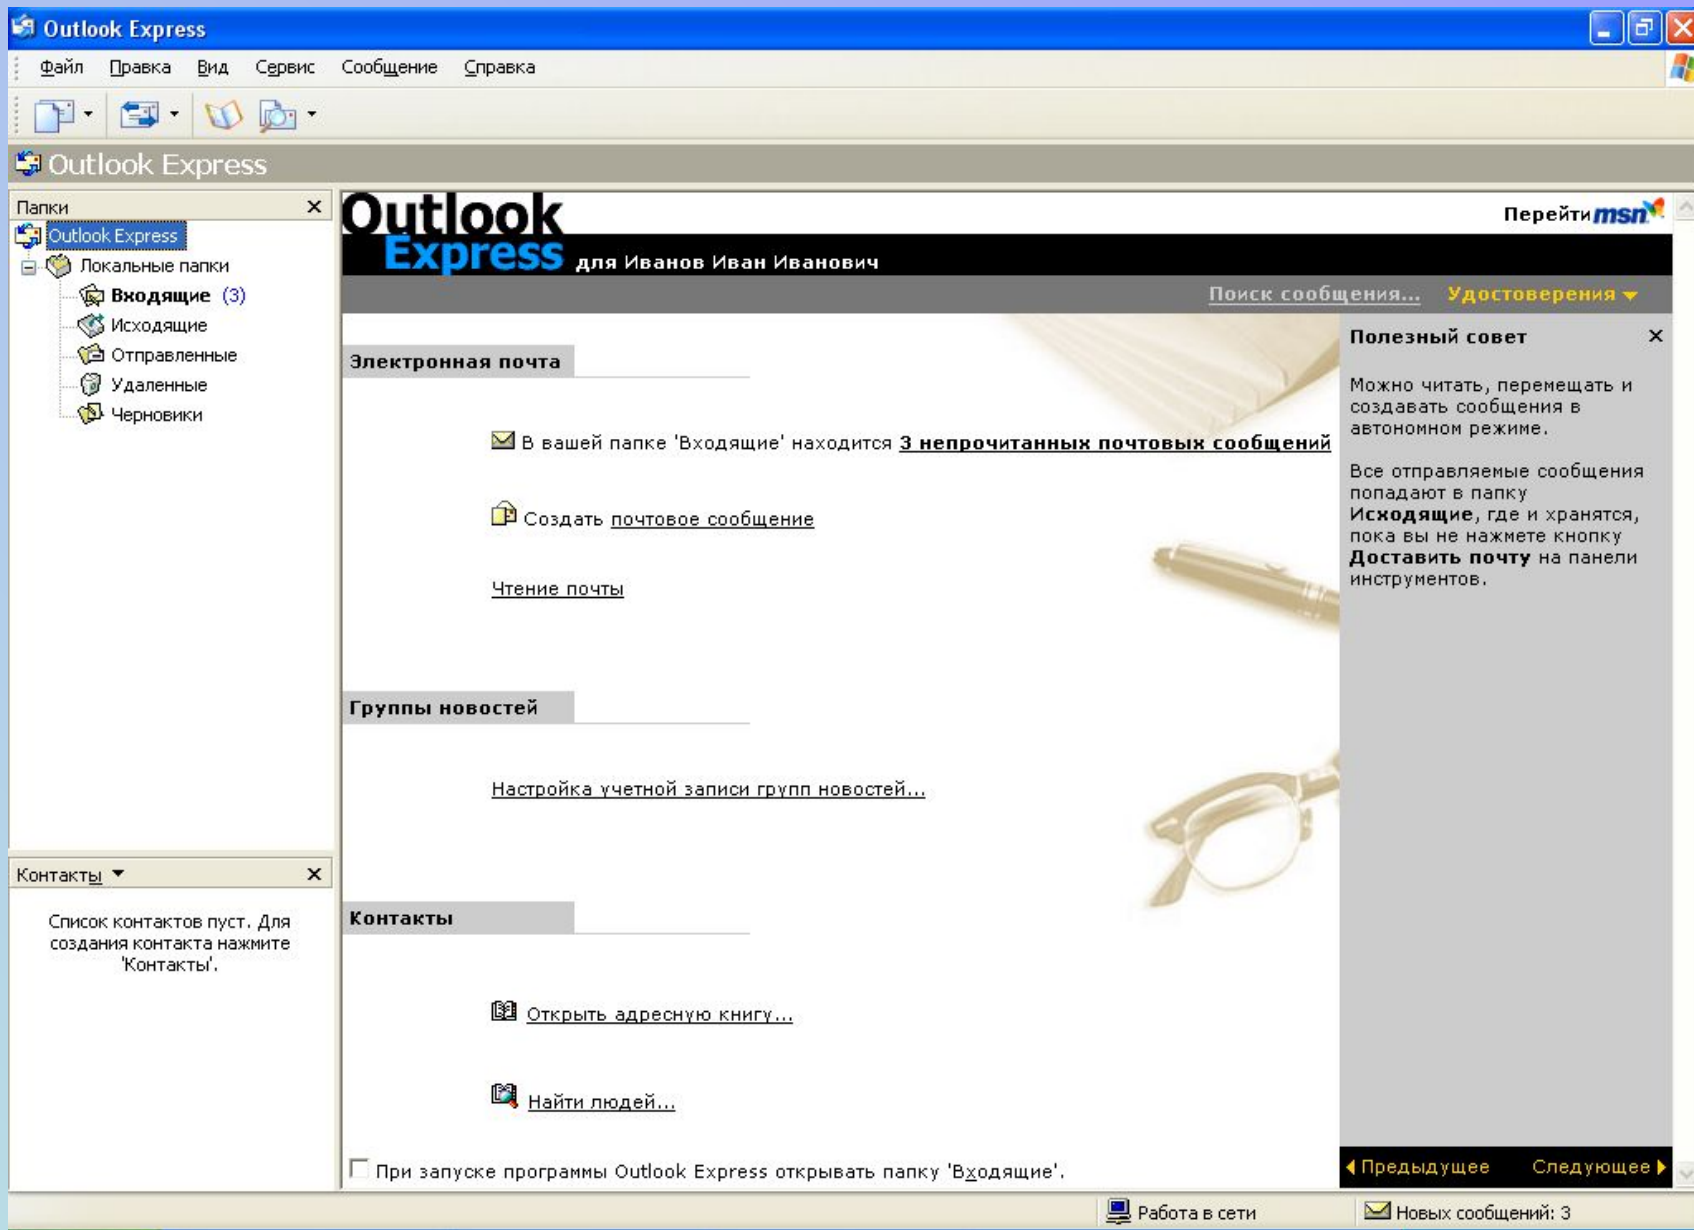 Outlook Express
Файл Правка Вид Сервис Сообщение Справка
Outlook Express
Папки
Outlook Express
Локальные папки
Входящие (3)
Исходящие
Отправленные
Удаленные
Черновики
Контакты
Список контактов пуст. Для
создания контакта нажмите
'Контакты'.
Outlook
Express для Иванов Иван Иванович
Перейти msn
Поиск сообщения... Удостоверения
Электронная почта
В вашей папке 'Входящие' находится 3 непрочитанных почтовых сообщений
Создать почтовое сообщение
Чтение почты
Группы новостей
Настройка учетной записи групп новостей...
Контакты
Открыть адресную книгу...
Найти людей...
При запуске программы Outlook Express открывать папку 'Входящие'.
Полезный совет
Можно читать, перемещать и
создавать сообщения в
автономном режиме.
Все отправляемые сообщения
попадают в папку
Исходящие, где и хранятся,
пока вы не нажмете кнопку
Доставить почту на панели
инструментов.
Предыдущее Следующее
Работа в сети
Новых сообщений: 3